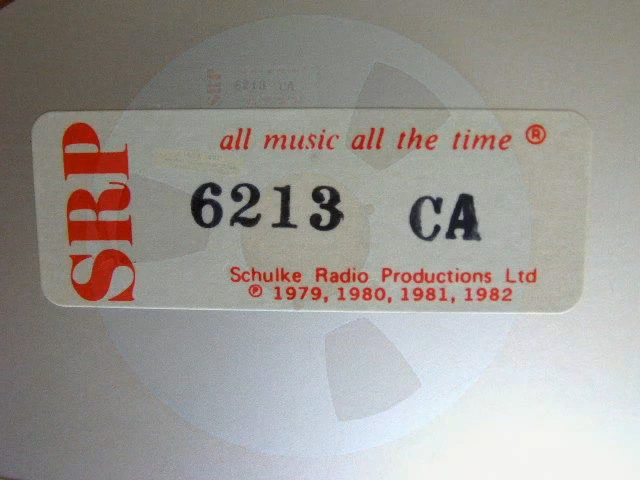 SRP
all music all the time ®
6213 CA
Schulke Radio Productions Ltd
℗ 1979, 1980, 1981, 1982